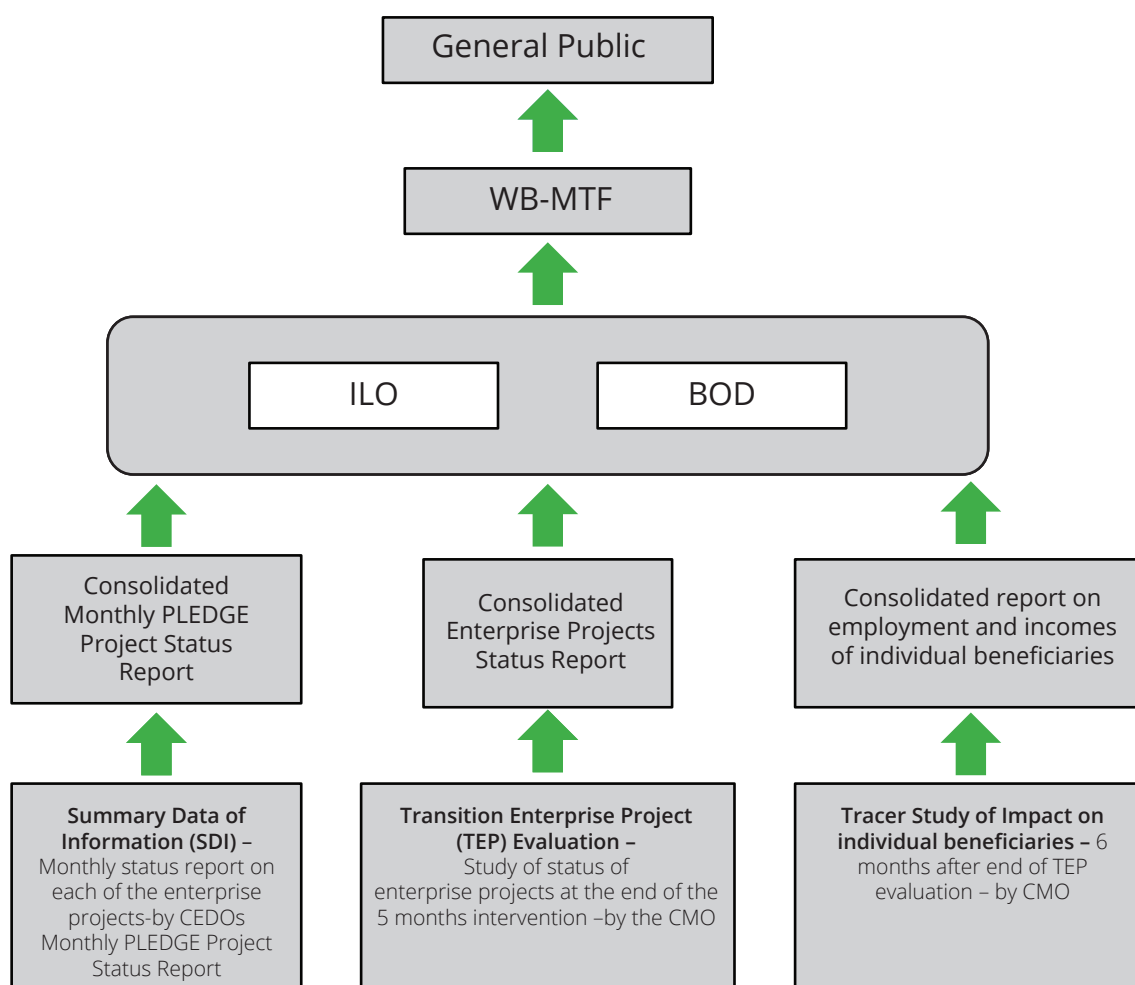 General Public
WB-MTF
ILO
BOD
Consolidated
Monthly PLEDGE
Project Status
Report
Consolidated
Enterprise Projects
Status Report
Consolidated report on
employment and incomes
of individual beneficiaries
Summary Data of
Information (SDI) –
Monthly status report on
each of the enterprise
projects-by CEDOs
Monthly PLEDGE Project
Status Report
Transition Enterprise Project
(TEP) Evaluation –
Study of status of
enterprise projects at the end of the
5 months intervention –by the CMO
Tracer Study of Impact on
individual beneficiaries – 6
months after end of TEP
evaluation – by CMO